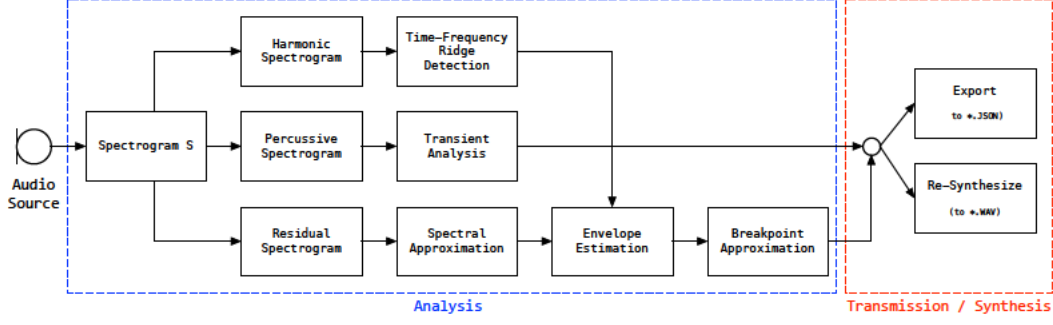 Audio
Source
Spectrogram S
Harmonic
Spectrogram
Time–Frequency
Ridge
Detection
Percussive
Spectrogram
Transient
Analysis
Residual
Spectrogram
Spectral
Approximation
Envelope
Estimation
Breakpoint
Approximation
Analysis
Export
to *.JSON)
Re–Synthesize
(to *.WAV)
Transmission / Synthesis